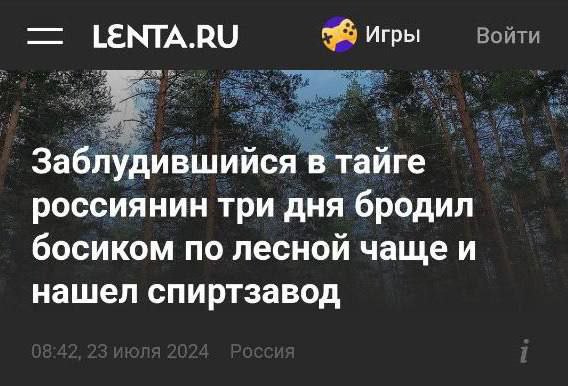 LENTA.RU Игры Войти
Заблудившийся в тайге
россиянин три дня бродил
босиком по лесной чаще и
нашел спиртзавод
08:42, 23 июля 2024 Россия i